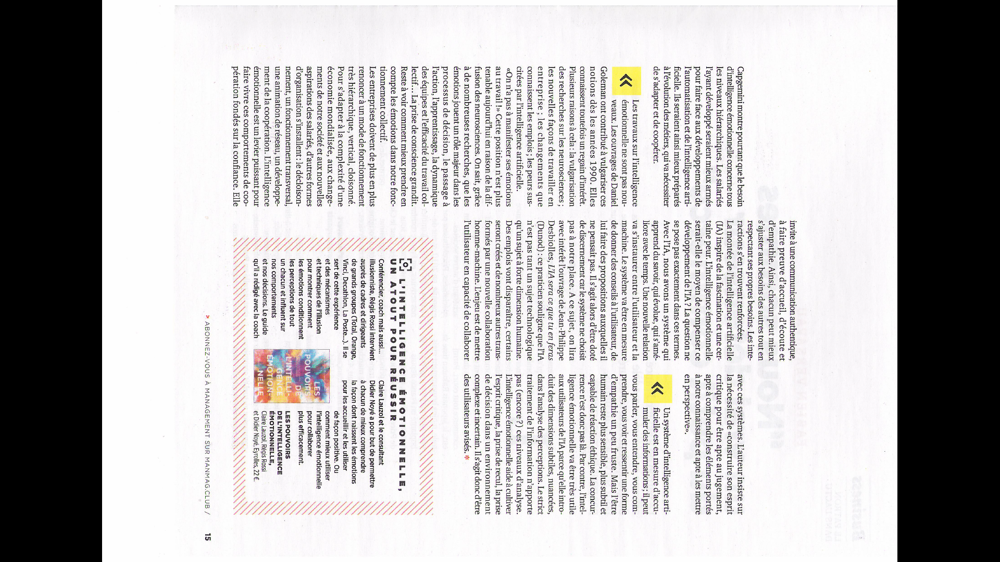 Capgemini montre pourtant que le besoin
d'intelligence émotionnelle concerne tous
les niveaux hiérarchiques. Les salariés
l'ayant développé seraient mieux armés
pour faire face aux développements de
l'automatisation et de l'intelligence arti-
ficielle. Ils seraient ainsi mieux préparés
à l'évolution des métiers, qui va nécessiter
de s'adapter et de coopérer.
« Les travaux sur l'intelligence
émotionnelle ne sont pas nou-
veaux. Les ouvrages de Daniel
Goleman ont contribué à vulgariser ces
notions dès les années 1990. Elles
connaissent toutefois un regain d'intérêt.
Plusieurs raisons à cela : la vulgarisation
des recherches sur les neurosciences ;
les nouvelles façons de travailler en
entreprise ; les changements que
connaissent les emplois ; les peurs sus-
citées par l'intelligence artificielle.
«On n'a pas à manifester ses émotions
au travail !» Cette position n'est plus
tenable aujourd'hui en raison de la dif-
fusion des neurosciences. On sait, grâce
à de nombreuses recherches, que les
émotions jouent un rôle majeur dans les
processus de décision, le passage à
l'action, l'apprentissage, la dynamique
des équipes et l'efficacité du travail col-
lectif... La prise de conscience grandit.
Reste à voir comment mieux prendre en
compte les émotions dans notre fonc-
tionnement collectif.
Les entreprises doivent de plus en plus
renoncer à un mode de fonctionnement
très hiérarchique, vertical, cloisonné.
Pour s'adapter à la complexité d'une
économie mondialisée, aux change-
ments de notre société et aux nouvelles
aspirations des salariés, d'autres formes
d'organisation s'installent : le décloison-
nement, un fonctionnement transversal,
une animation de réseau, un développe-
ment de la coopération. L'intelligence
émotionnelle est un levier puissant pour
faire vivre ces comportements de coo-
pération fondés sur la confiance. Elle
invite à une communication authentique,
à faire preuve d'accueil, d'écoute et
d'empathie. Ainsi, chacun peut mieux
s'ajuster aux besoins des autres tout en
respectant ses propres besoins. Les inte-
ractions s'en trouvent renforcées.
La montée de l'intelligence artificielle
(IA) inspire de la fascination et une cer-
taine peur. L'intelligence émotionnelle
serait-elle le moyen de compenser ce
développement de l'IA ? La question ne
se pose pas exactement dans ces termes.
Avec l'IA, nous avons un système qui
apprend du savoir, qui évolue, qui s'amé-
liore avec le temps. Une nouvelle relation
va s'instaurer entre l'utilisateur et la
machine. Le système va être en mesure
de donner des conseils à l'utilisateur, de
lui faire des propositions auxquelles il
ne pensait pas. Il s'agit alors d'être doté
de discernement car le système ne choisit
pas à notre place. A ce sujet, on lira
avec intérêt l'ouvrage de Jean-Philippe
Desbiolles, L'IA sera ce que tu en feras
(Dunod) : ce praticien souligne que l'IA
n'est pas tant un sujet technologique
qu'un sujet à forte dimension humaine.
Des emplois vont disparaître, certains
seront créés et de nombreux autres trans-
formés par une nouvelle collaboration
homme-machine. L'enjeu est de mettre
l'utilisateur en capacité de collaborer
avec ces systèmes. L'auteur insiste sur
la nécessité de «construire son esprit
critique pour être apte au jugement,
apte à comprendre les éléments portés
à notre connaissance et apte à les mettre
en perspective».
« Un système d'intelligence arti-
ficielle est en mesure d'accu-
muler des informations ; il peut
vous parler, vous entendre, vous com-
prendre, vous voir et ressentir une forme
d'empathie un peu fruste. Mais l'être
humain reste plus sensible, plus subtil et
capable de réaction éthique. La concur-
rence n'est donc pas là. Par contre, l'intel-
ligence émotionnelle va être très utile
aux utilisateurs de l'IA parce qu'elle intro-
duit des dimensions subtiles, nuancées,
dans l'analyse des perceptions. Le strict
traitement de l'information n'apporte
pas (encore ?) ces niveaux d'analyse.
L'intelligence émotionnelle aide à cultiver
l'esprit critique, la prise de recul, la prise
de décision dans un environnement
complexe et incertain. Il s'agit donc d'être
des utilisateurs avisés. *
L'INTELLIGENCE ÉMOTIONNELLE,
UN ATOUT POUR RÉUSSIR
Conférencier, coach mais aussi...
illusionniste, Régis Rossi intervient
auprès de cadres et dirigeants
de grands groupes (Total, Orange,
Vinci, Decathlon, La Poste...). Il se
sert de cette expérience
et des mécanismes
et techniques de l'illusion
pour montrer comment
les émotions conditionnent
les perceptions de tout
un chacun et influent sur
nos comportements
et nos décisions. Le guide
qu'il a rédigé avec la coach
Claire Lauzol et le consultant
Didier Noyé a pour but de permettre
à chacun de mieux comprendre
la façon dont naissent les émotions
pour les accueillir et les utiliser
de façon positive. Ou
comment mieux utiliser
l'intelligence émotionnelle
pour collaborer
plus efficacement.
LES POUVOIRS
DE L'INTELLIGENCE
ÉMOTIONNELLE,
Claire Lauzol, Régis Rossi
et Didier Noyé, Eyrolles, 22 €.
LES
POUVOIRS
DE
L'INTELLI-
GENCE
ÉMOTION-
NELLE
> ABONNEZ-VOUS À MANAGEMENT SUR MANMAG.CLUB / 15